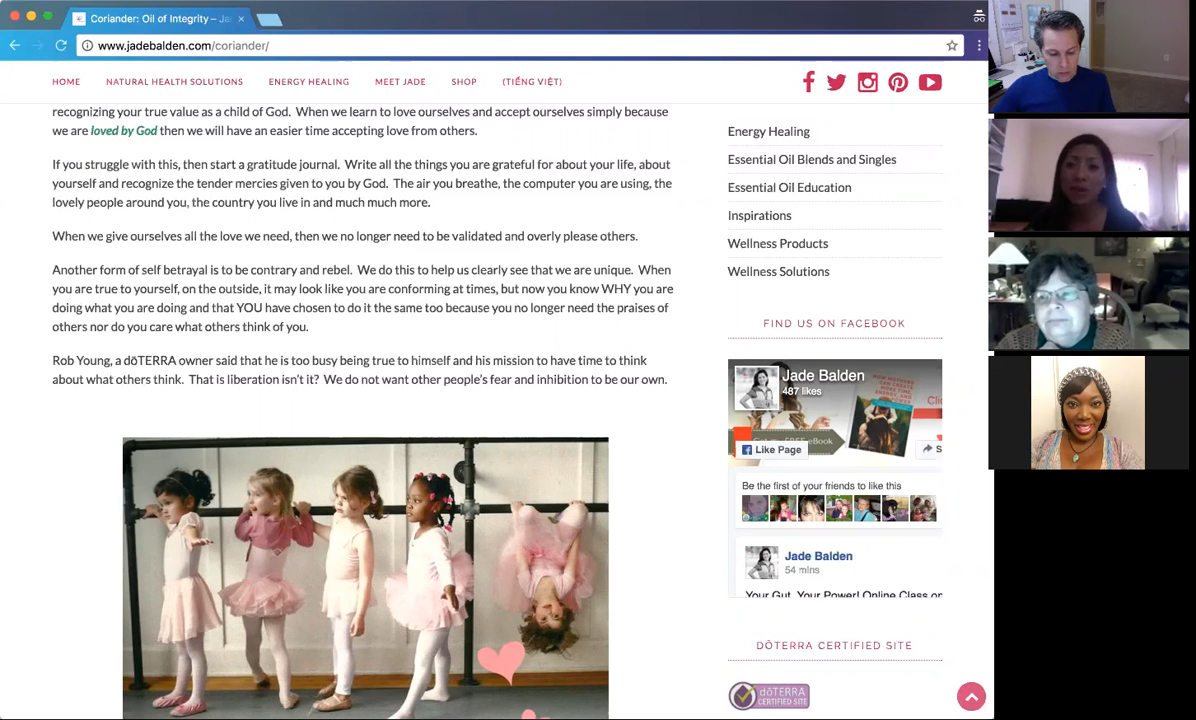 Coriander: Oil of Integrity – Ja
www.jadebalden.com/coriander/
HOME NATURAL HEALTH SOLUTIONS ENERGY HEALING MEET JADE SHOP (TIẾNG VIỆT)
recognizing your true value as a child of God. When we learn to love ourselves and accept ourselves simply because
we are loved by God then we will have an easier time accepting love from others.
If you struggle with this, then start a gratitude journal. Write all the things you are grateful for about your life, about
yourself and recognize the tender mercies given to you by God. The air you breathe, the computer you are using, the
lovely people around you, the country you live in and much much more.
When we give ourselves all the love we need, then we no longer need to be validated and overly please others.
Another form of self betrayal is to be contrary and rebel. We do this to help us clearly see that we are unique. When
you are true to yourself, on the outside, it may look like you are conforming at times, but now you know WHY you are
doing what you are doing and that YOU have chosen to do it the same too because you no longer need the praises of
others nor do you care what others think of you.
Rob Young, a dōTERRA owner said that he is too busy being true to himself and his mission to have time to think
about what others think. That is liberation isn't it? We do not want other people's fear and inhibition to be our own.
Energy Healing
Essential Oil Blends and Singles
Essential Oil Education
Inspirations
Wellness Products
Wellness Solutions
FIND US ON FACEBOOK
Jade Balden
487 likes
Like Page
S
Be the first of your friends to like this
Jade Balden
54 mins
Your Gut, Your Power! Online Class on
DŌTERRA CERTIFIED SITE
dōTERRA
CERTIFIED SITE